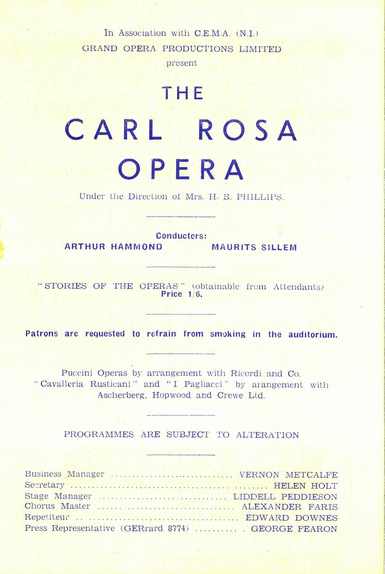 In Association with C.E.M.A. (N.I.)
GRAND OPERA PRODUCTIONS LIMITED
present
THE
CARL ROSA
OPERA
Under the Direction of Mrs. H. B. PHILLIPS.
Conductors:
ARTHUR HAMMOND MAURITS SILLEM
"STORIES OF THE OPERAS" (obtainable from Attendants)
Price 1/6.
Patrons are requested to refrain from smoking in the auditorium.
Puccini Operas by arrangement with Ricordi and Co.
"Cavalleria Rusticani" and "I Pagliacci" by arangement with
Ascherberg, Hopwood and Crewe Ltd.
PROGRAMMES ARE SUBJECT TO ALTERATION
Business Manager ........................ VERNON METCALFE
Secretary ........................................ HELEN HOLT
Stage Manager ........................ LIDDELL PEDDIESON
Chorus Master ........................ ALEXANDER FARIS
Repetiteur ................................ EDWARD DOWNES
Press Representative (GERrard 8774) .......... GEORGE FEARON